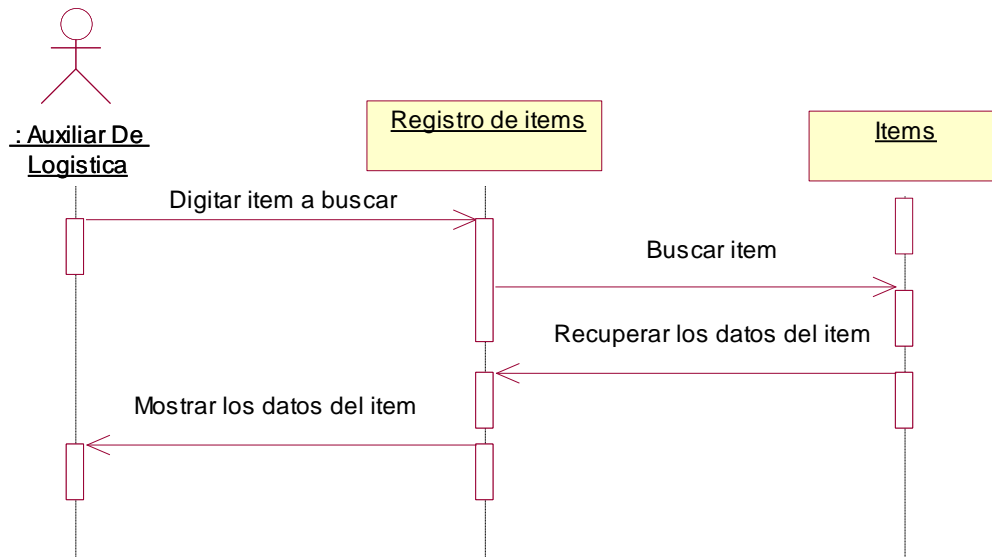 : Auxiliar De
Logistica
Registro de items
Items
Digitar item a buscar
Buscar item
Recuperar los datos del item
Mostrar los datos del item